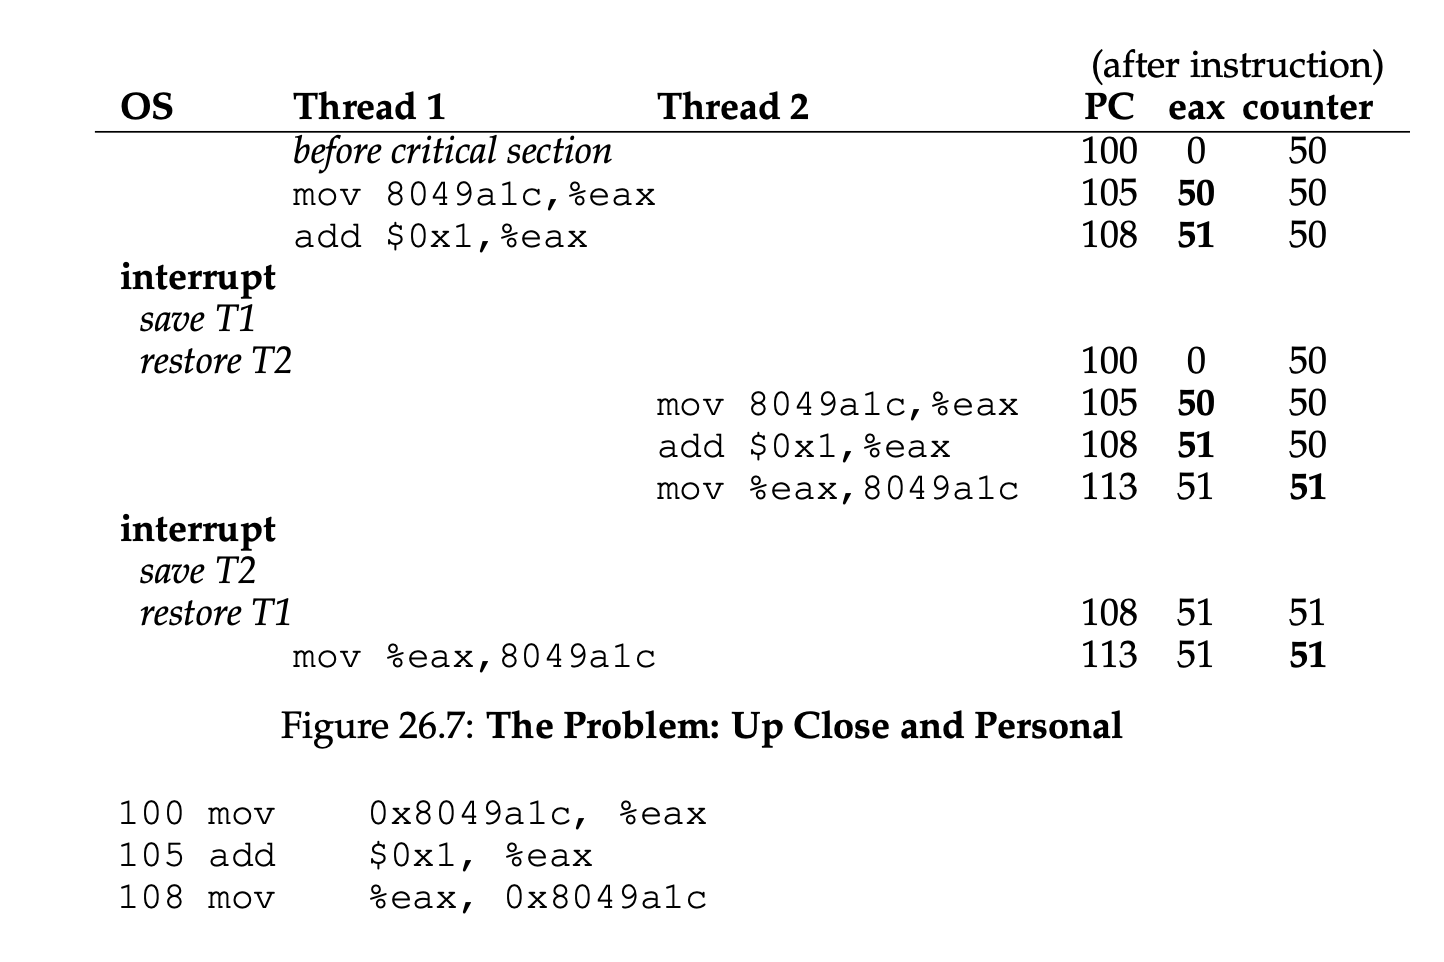 (after instruction)
OS Thread 1 Thread 2 PC eax counter
before critical section 100 0 50
mov 8049a1c,%eax 105 50 50
add $0x1,%eax 108 51 50
interrupt
save T1
restore T2 100 0 50
mov 8049a1c,%eax 105 50 50
add $0x1,%eax 108 51 50
mov %eax,8049a1c 113 51 51
interrupt
save T2
restore T1 108 51 51
mov %eax,8049a1c 113 51 51
Figure 26.7: The Problem: Up Close and Personal
100 mov 0x8049a1c, %eax
105 add $0x1, %eax
108 mov %eax, 0x8049a1c